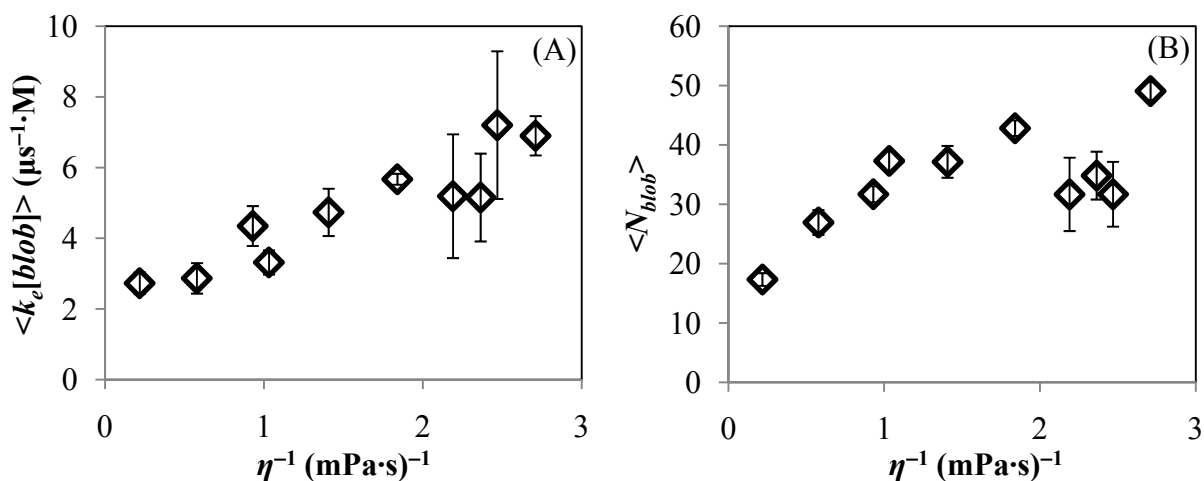 (A)
<k_e[blob]> (μs⁻¹·M)
10
8
6
4
2
0
0 1 2 3
η⁻¹ (mPa·s)⁻¹
(B)
<N_blob>
60
50
40
30
20
10
0
0 1 2 3
η⁻¹ (mPa·s)⁻¹